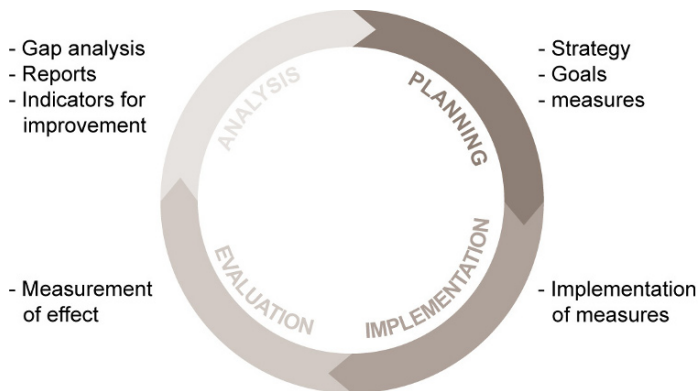 - Gap analysis
- Reports
- Indicators for
improvement
ANALYSIS
PLANNING
- Strategy
- Goals
- measures
- Measurement
of effect
EVALUATION
IMPLEMENTATION
- Implementation
of measures